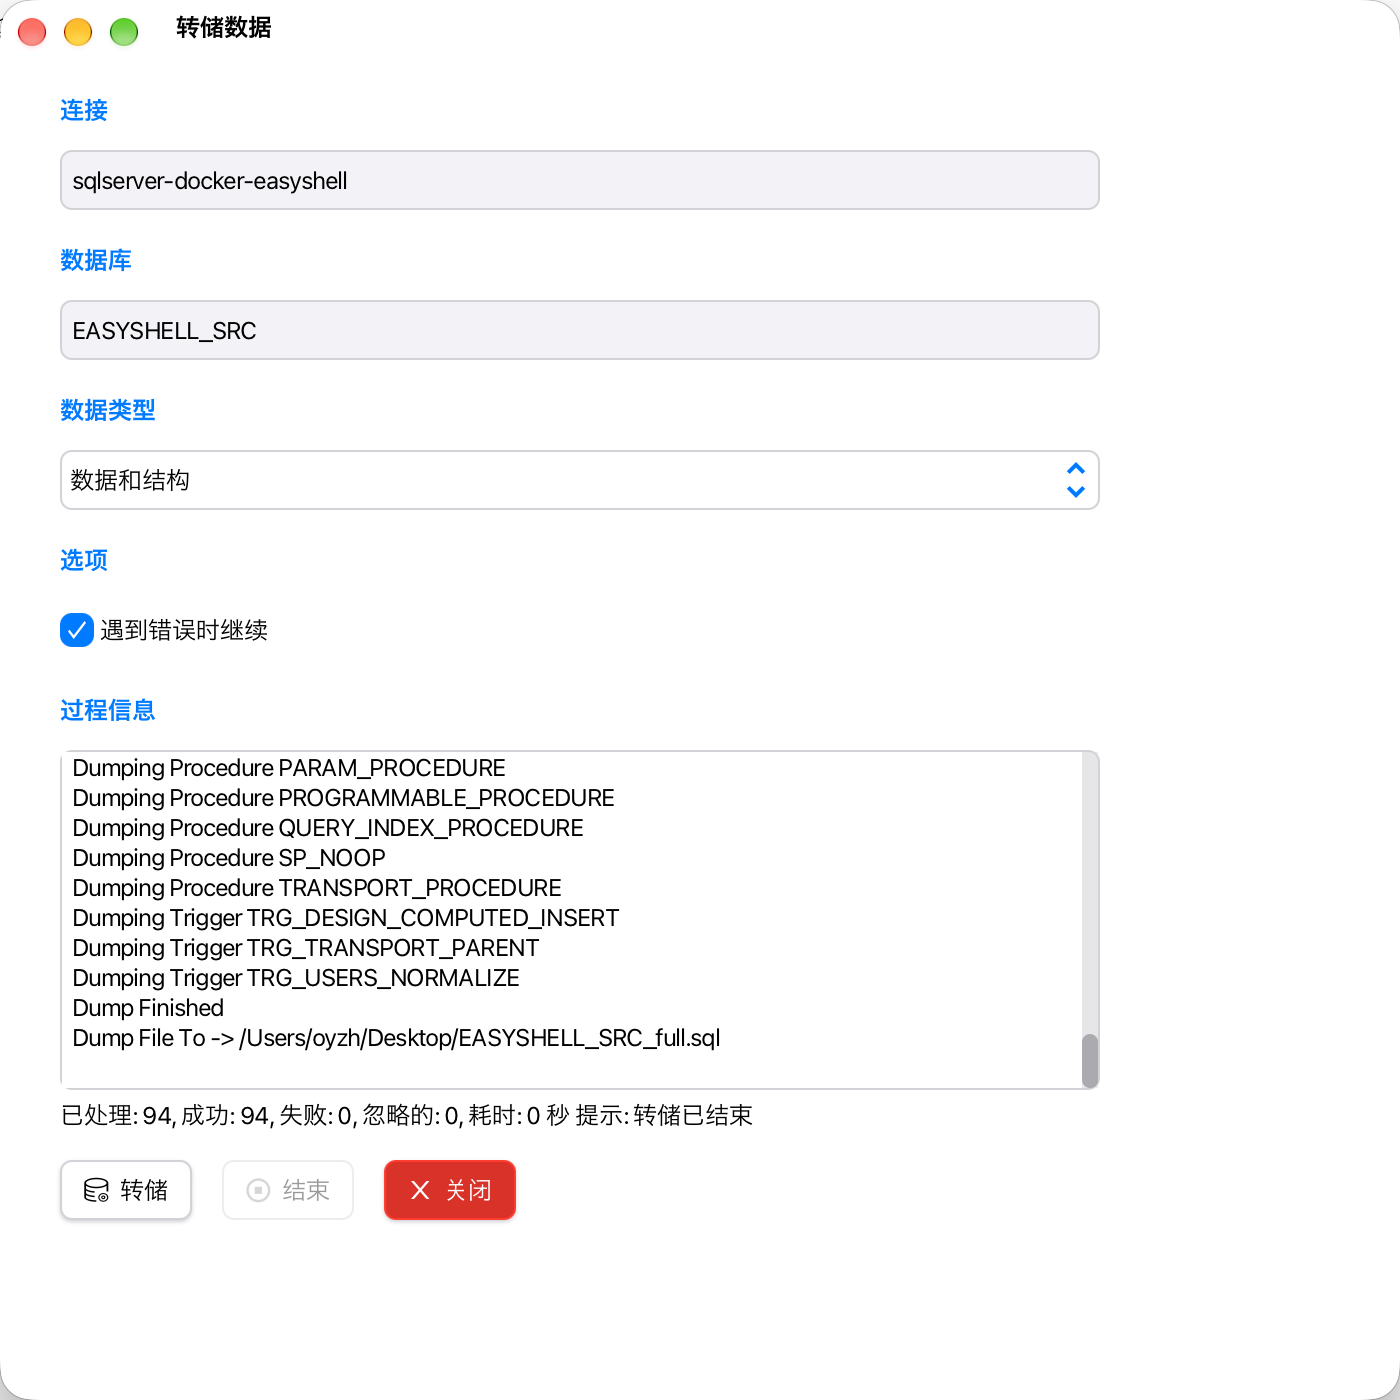 转储数据
连接
sqlserver-docker-easyshell
数据库
EASYSHELL_SRC
数据类型
数据和结构
选项
遇到错误时继续
过程信息
Dumping Procedure PARAM_PROCEDURE
Dumping Procedure PROGRAMMABLE_PROCEDURE
Dumping Procedure QUERY_INDEX_PROCEDURE
Dumping Procedure SP_NOOP
Dumping Procedure TRANSPORT_PROCEDURE
Dumping Trigger TRG_DESIGN_COMPUTED_INSERT
Dumping Trigger TRG_TRANSPORT_PARENT
Dumping Trigger TRG_USERS_NORMALIZE
Dump Finished
Dump File To -> /Users/oyzh/Desktop/EASYSHELL_SRC_full.sql
已处理: 94, 成功: 94, 失败: 0, 忽略的: 0, 耗时: 0 秒 提示: 转储已结束
转储 结束 关闭